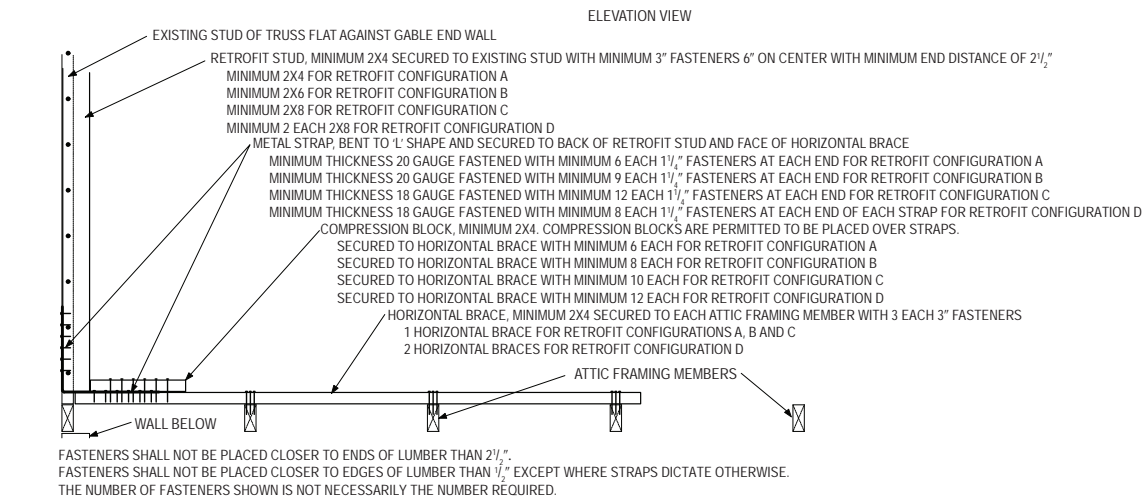 ELEVATION VIEW
EXISTING STUD OF TRUSS FLAT AGAINST GABLE END WALL
RETROFIT STUD, MINIMUM 2X4 SECURED TO EXISTING STUD WITH MINIMUM 3" FASTENERS 6" ON CENTER WITH MINIMUM END DISTANCE OF 2 1/2"
MINIMUM 2X4 FOR RETROFIT CONFIGURATION A
MINIMUM 2X6 FOR RETROFIT CONFIGURATION B
MINIMUM 2X8 FOR RETROFIT CONFIGURATION C
MINIMUM 2 EACH 2X8 FOR RETROFIT CONFIGURATION D
METAL STRAP, BENT TO 'L' SHAPE AND SECURED TO BACK OF RETROFIT STUD AND FACE OF HORIZONTAL BRACE
MINIMUM THICKNESS 20 GAUGE FASTENED WITH MINIMUM 6 EACH 1 1/4" FASTENERS AT EACH END FOR RETROFIT CONFIGURATION A
MINIMUM THICKNESS 20 GAUGE FASTENED WITH MINIMUM 9 EACH 1 1/4" FASTENERS AT EACH END FOR RETROFIT CONFIGURATION B
MINIMUM THICKNESS 18 GAUGE FASTENED WITH MINIMUM 12 EACH 1 1/4" FASTENERS AT EACH END FOR RETROFIT CONFIGURATION C
MINIMUM THICKNESS 18 GAUGE FASTENED WITH MINIMUM 8 EACH 1 1/4" FASTENERS AT EACH END OF EACH STRAP FOR RETROFIT CONFIGURATION D
COMPRESSION BLOCK, MINIMUM 2X4. COMPRESSION BLOCKS ARE PERMITTED TO BE PLACED OVER STRAPS.
SECURED TO HORIZONTAL BRACE WITH MINIMUM 6 EACH FOR RETROFIT CONFIGURATION A
SECURED TO HORIZONTAL BRACE WITH MINIMUM 8 EACH FOR RETROFIT CONFIGURATION B
SECURED TO HORIZONTAL BRACE WITH MINIMUM 10 EACH FOR RETROFIT CONFIGURATION C
SECURED TO HORIZONTAL BRACE WITH MINIMUM 12 EACH FOR RETROFIT CONFIGURATION D
HORIZONTAL BRACE, MINIMUM 2X4 SECURED TO EACH ATTIC FRAMING MEMBER WITH 3 EACH 3" FASTENERS
1 HORIZONTAL BRACE FOR RETROFIT CONFIGURATIONS A, B AND C
2 HORIZONTAL BRACES FOR RETROFIT CONFIGURATION D
ATTIC FRAMING MEMBERS
WALL BELOW
FASTENERS SHALL NOT BE PLACED CLOSER TO ENDS OF LUMBER THAN 2 1/2".
FASTENERS SHALL NOT BE PLACED CLOSER TO EDGES OF LUMBER THAN 1/2" EXCEPT WHERE STRAPS DICTATE OTHERWISE.
THE NUMBER OF FASTENERS SHOWN IS NOT NECESSARILY THE NUMBER REQUIRED.